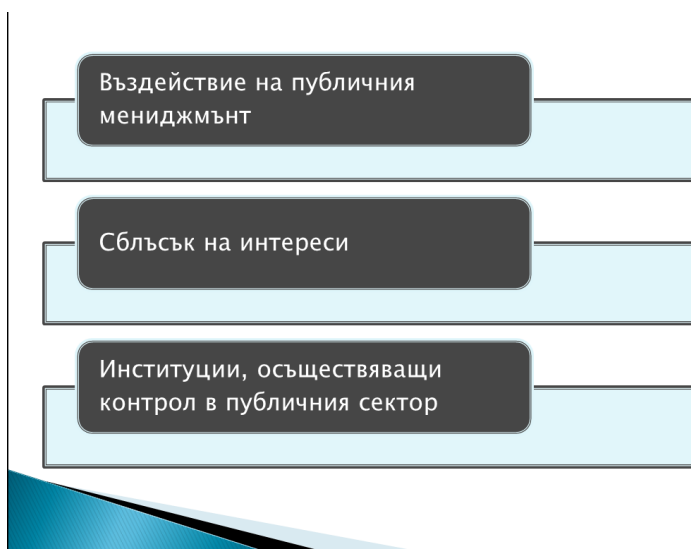 Въздействие на публичния
мениджмънт
Сблъсък на интереси
Институции, осъществяващи
контрол в публичния сектор